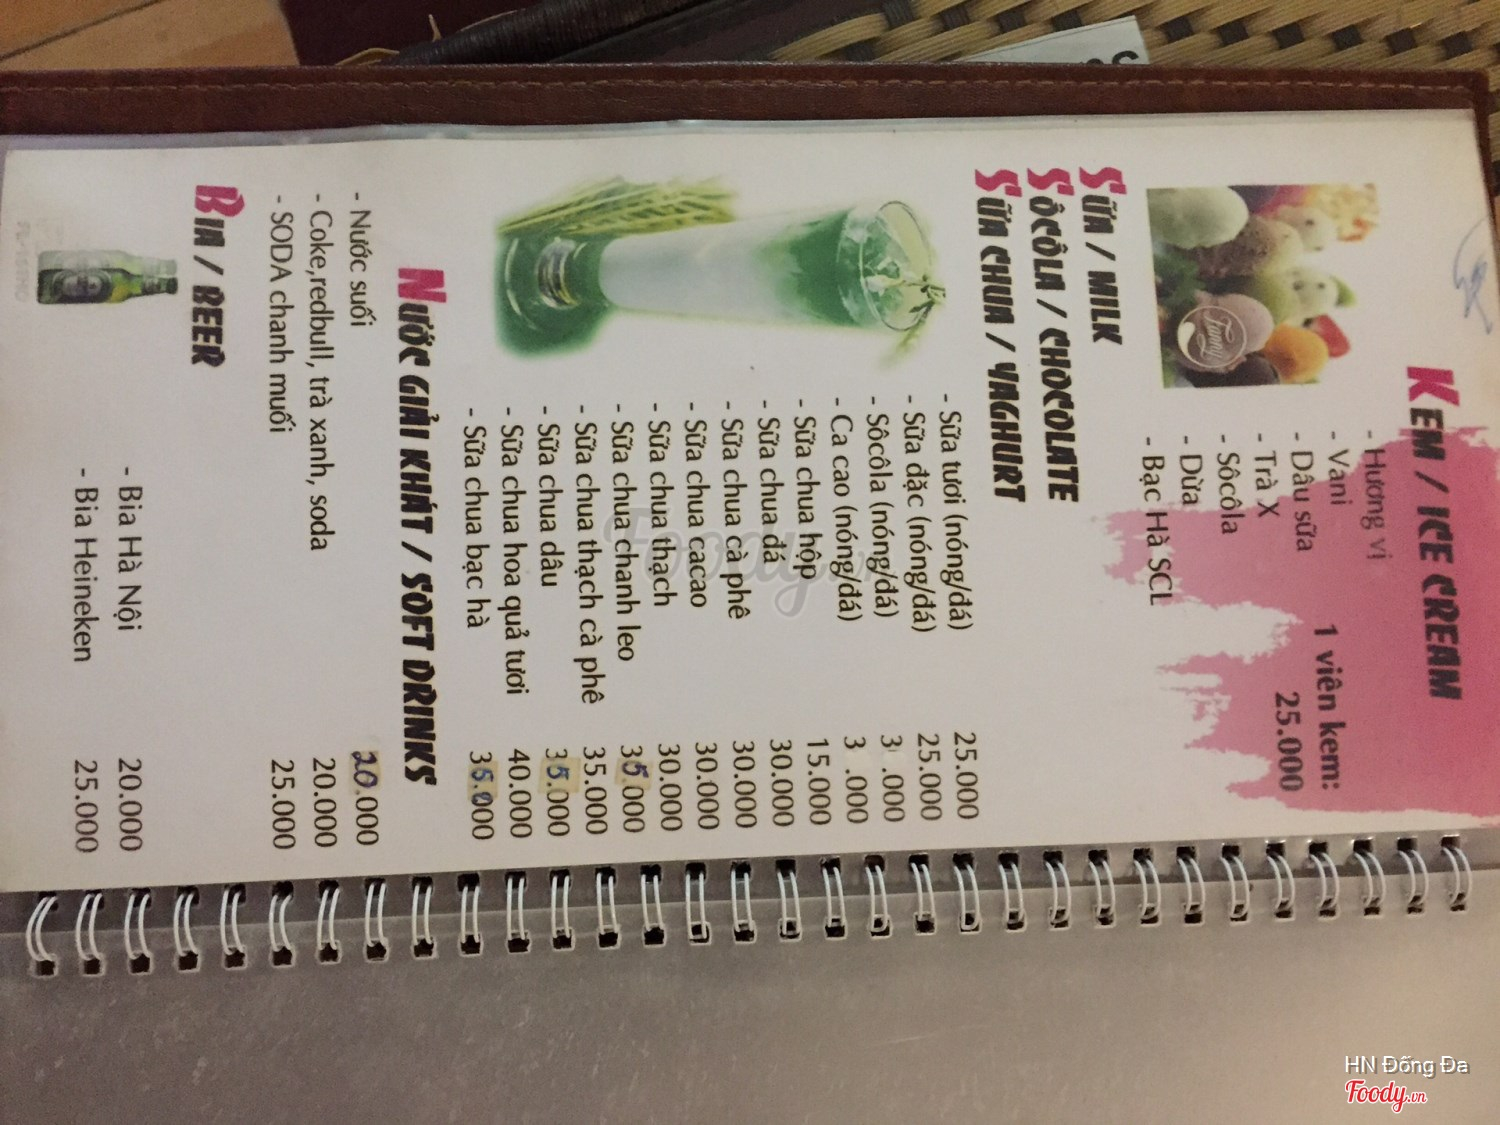 KEM / ICE CREAM
- Hương vị
- Vani
- Dâu sữa
- Trà X
- Sôcôla
- Dừa
- Bạc Hà SCL
1 viên kem:
25.000
Fanny
SỮA / MILK
SÔCÔLA / CHOCOLATE
SỮA CHUA / YAGHURT
- Sữa tươi (nóng/đá) 25.000
- Sữa đặc (nóng/đá) 25.000
- Sôcôla (nóng/đá) 3 .000
- Ca cao (nóng/đá) 3 .000
- Sữa chua hộp 15.000
- Sữa chua đá 30.000
- Sữa chua cà phê 30.000
- Sữa chua cacao 30.000
- Sữa chua thạch 30.000
- Sữa chua chanh leo 35.000
- Sữa chua thạch cà phê 35.000
- Sữa chua dâu 35.000
- Sữa chua hoa quả tươi 40.000
- Sữa chua bạc hà 35.000
NƯỚC GIẢI KHÁT / SOFT DRINKS
- Nước suối 20.000
- Coke,redbull, trà xanh, soda 20.000
- SODA chanh muối 25.000
BIA / BEER
- Bia Hà Nội 20.000
- Bia Heineken 25.000
Foody.vn
HN Đống Đa
Foody.vn